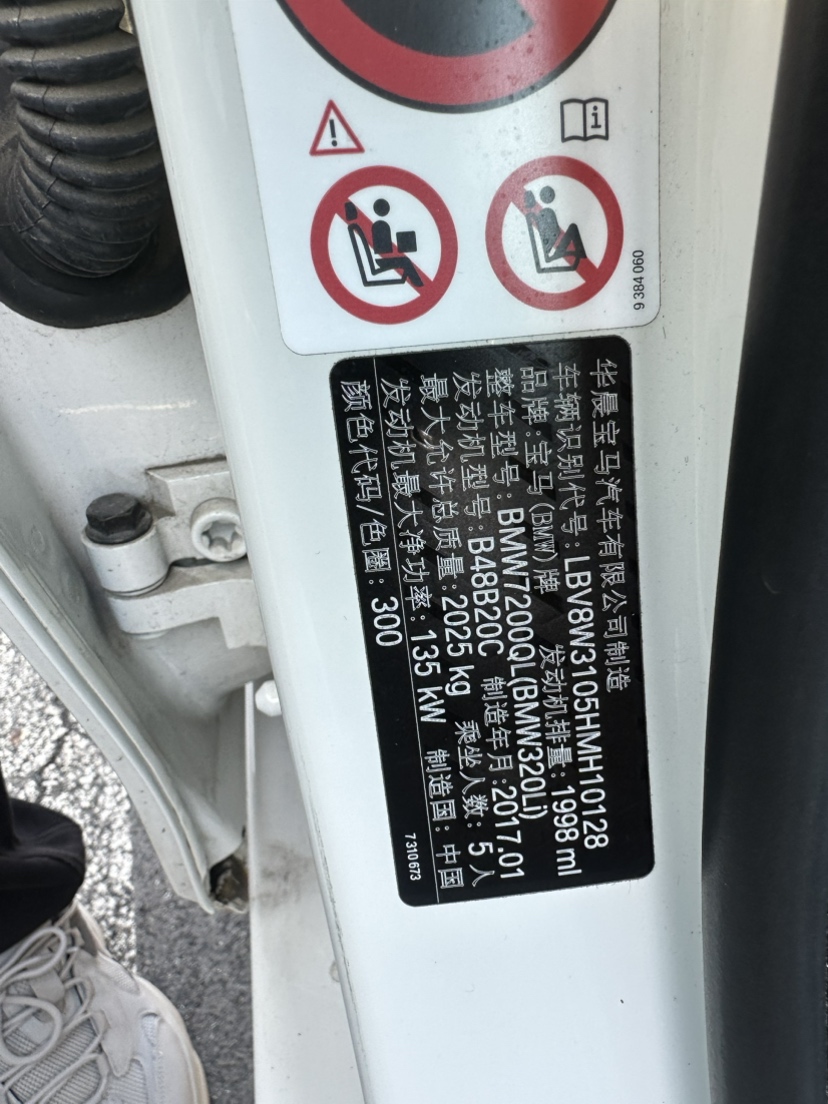 9 384 060
华晨宝马汽车有限公司制造
车辆识别代号: LBV8W3105HMH10128
品牌: 宝马(BMW)牌 发动机排量: 1998 ml
整车型号: BMW7200QL(BMW320Li)
发动机型号: B48B20C 制造年月: 2017.01
最大允许总质量: 2025 kg 乘坐人数: 5人
发动机最大净功率: 135 kW 制造国: 中国
颜色代码/色圈: 300
7 310 673